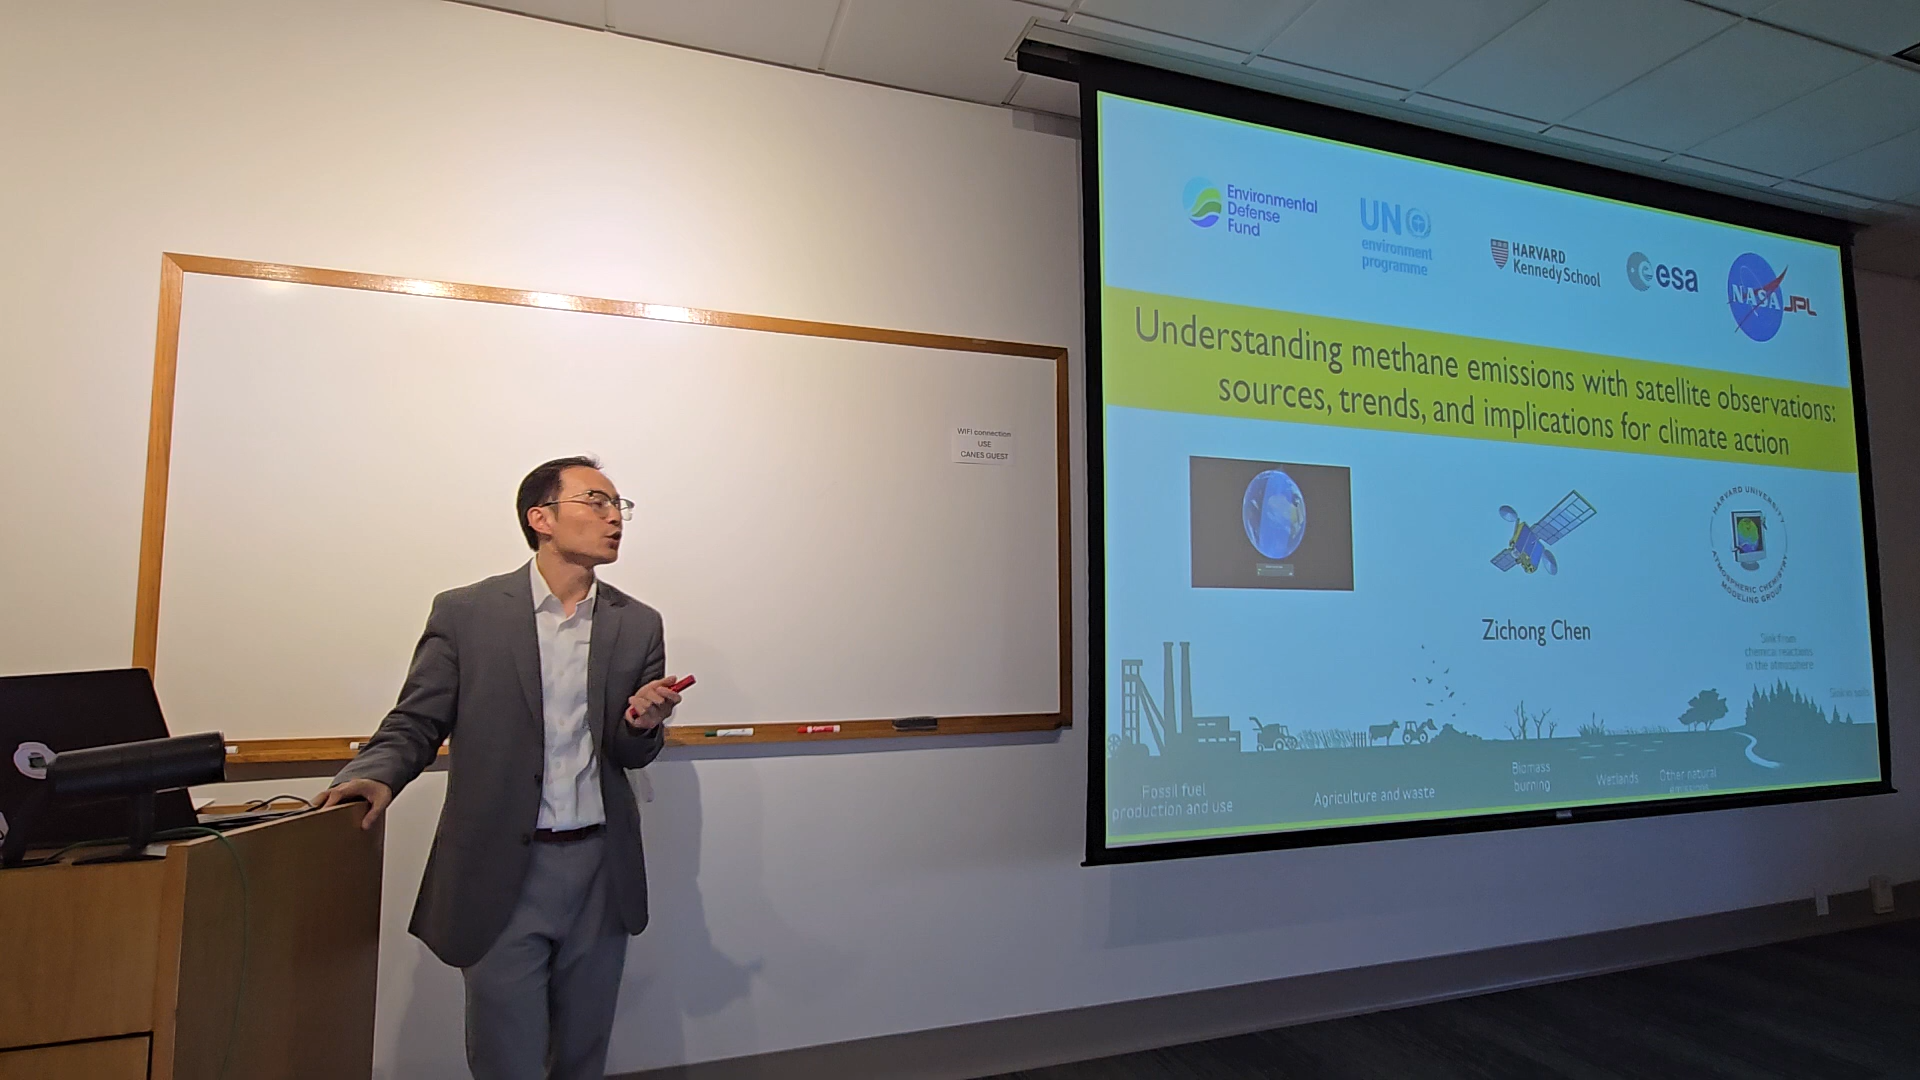 WIFI connection
USE
CANES GUEST
Environmental
Defense
Fund
UN
environment
programme
HARVARD
Kennedy School
esa
NASA
JPL
Understanding methane emissions with satellite observations:
sources, trends, and implications for climate action
HARVARD UNIVERSITY
ATMOSPHERIC CHEMISTRY
MODELING GROUP
Zichong Chen
Sink from
chemical reactions
in the atmosphere
Sink in soils
Fossil fuel
production and use
Agriculture and waste
Biomass
burning
Wetlands
Other natural